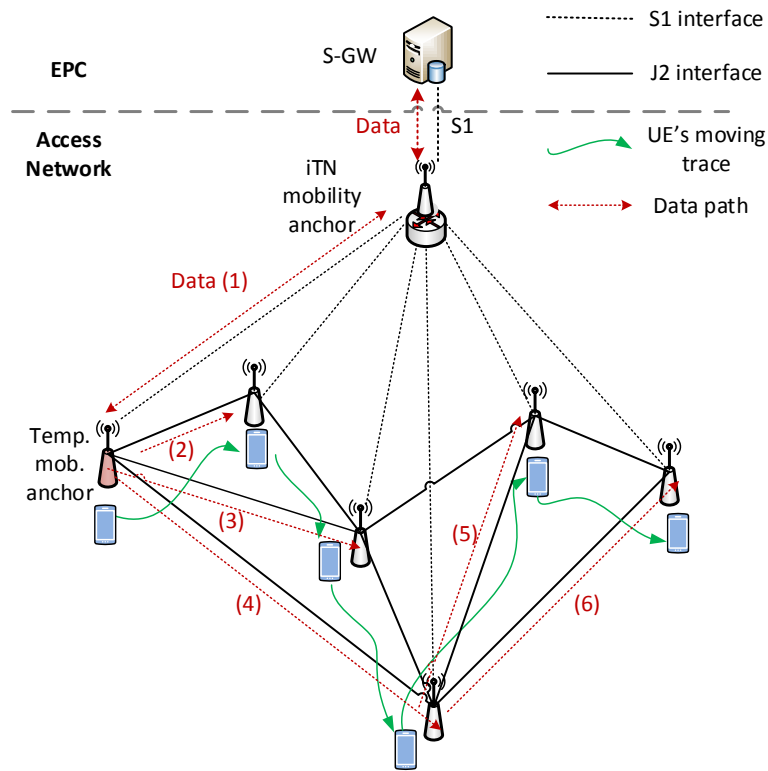 S1 interface
S-GW
EPC
J2 interface
Data
S1
Access
Network
UE's moving
trace
iTN
mobility
anchor
Data path
Data (1)
Temp.
mob.
anchor
(2)
(3)
(5)
(4)
(6)